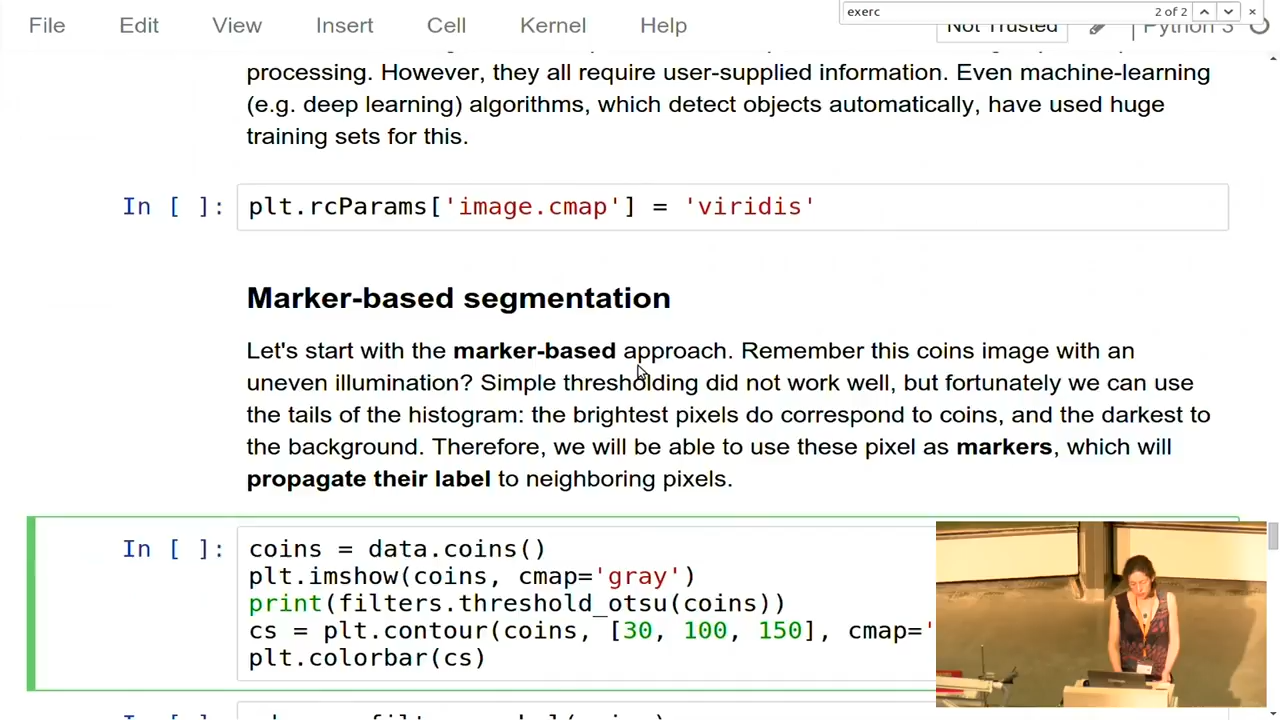 exerc 2 of 2
File Edit View Insert Cell Kernel Help Not Trusted Python 3
processing. However, they all require user-supplied information. Even machine-learning
(e.g. deep learning) algorithms, which detect objects automatically, have used huge
training sets for this.
In [ ]: plt.rcParams['image.cmap'] = 'viridis'
Marker-based segmentation
Let's start with the marker-based approach. Remember this coins image with an
uneven illumination? Simple thresholding did not work well, but fortunately we can use
the tails of the histogram: the brightest pixels do correspond to coins, and the darkest to
the background. Therefore, we will be able to use these pixel as markers, which will
propagate their label to neighboring pixels.
In [ ]: coins = data.coins()
plt.imshow(coins, cmap='gray')
print(filters.threshold_otsu(coins))
cs = plt.contour(coins, [30, 100, 150], cmap='
plt.colorbar(cs)